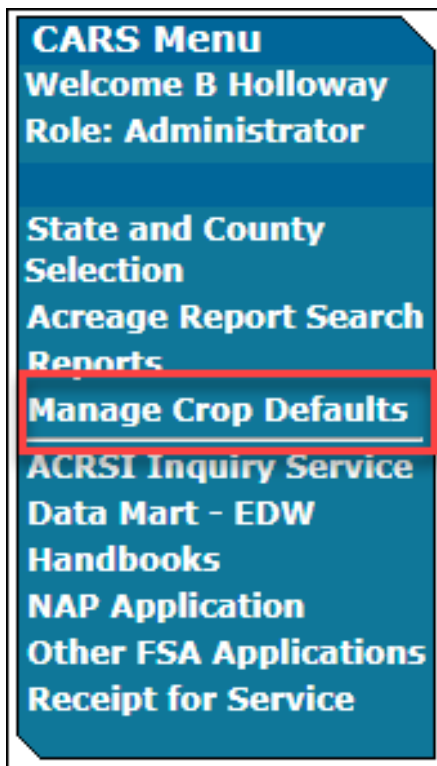 CARS Menu
Welcome B Holloway
Role: Administrator
State and County
Selection
Acreage Report Search
Reports
Manage Crop Defaults
ACRSI Inquiry Service
Data Mart - EDW
Handbooks
NAP Application
Other FSA Applications
Receipt for Service